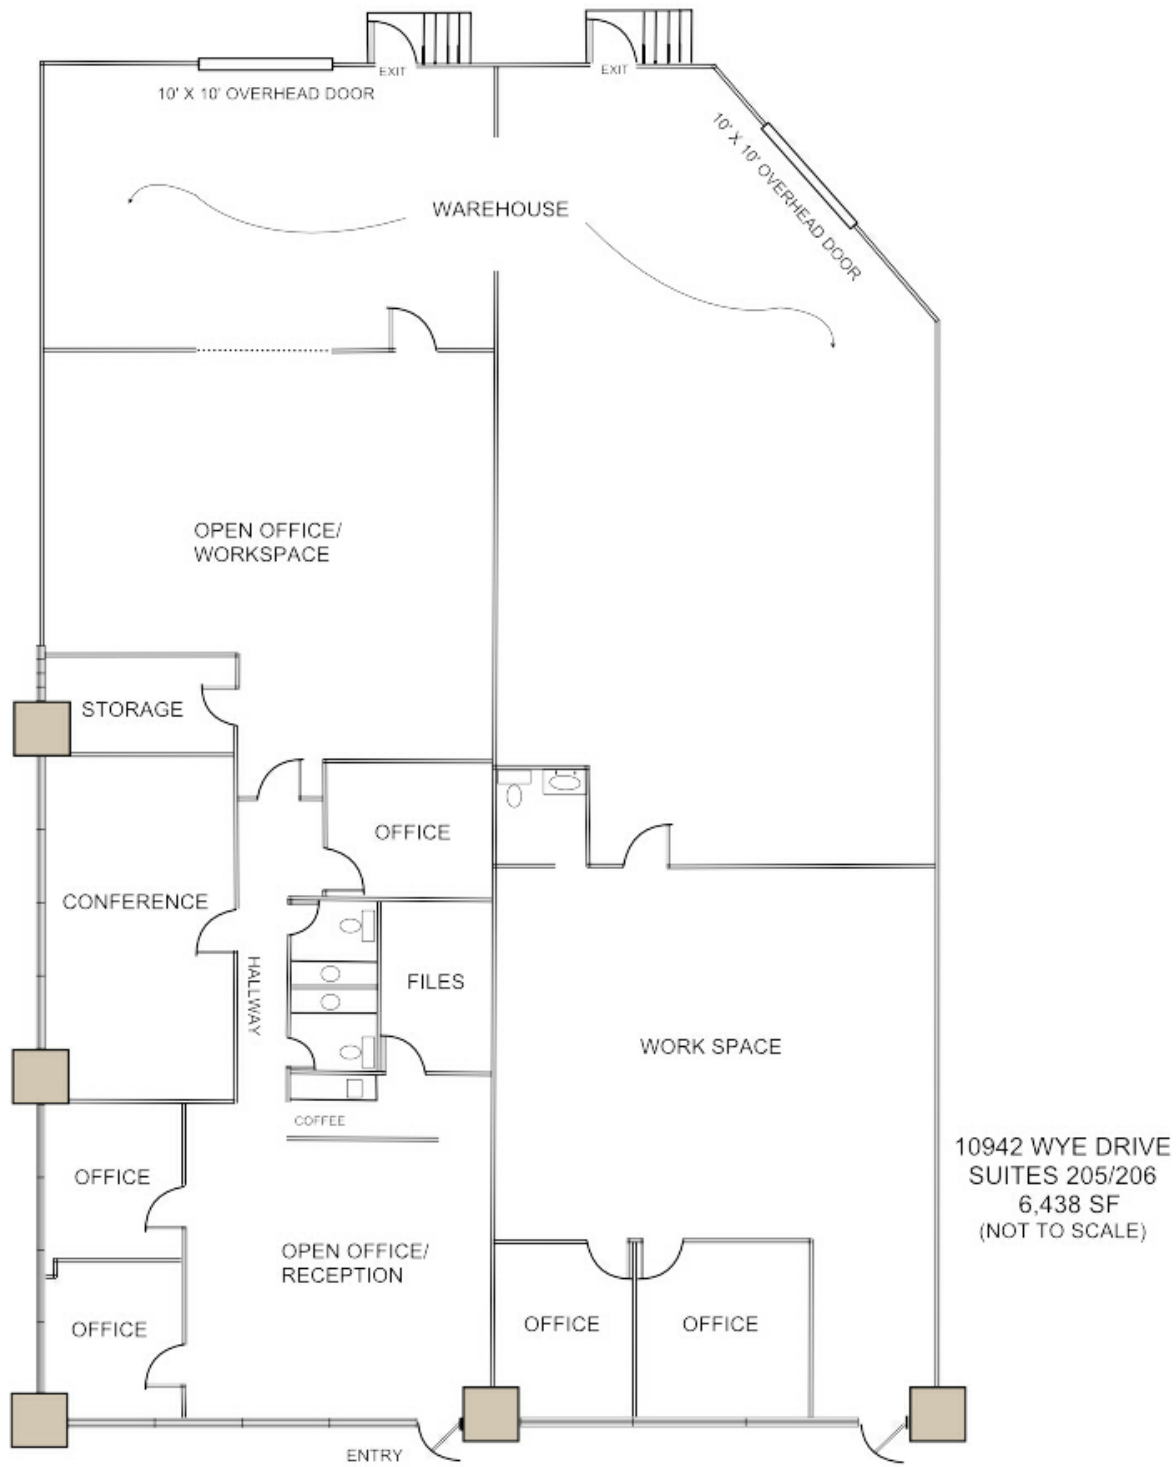 EXIT
EXIT
10' X 10' OVERHEAD DOOR
10' X 10' OVERHEAD DOOR
WAREHOUSE
OPEN OFFICE/
WORKSPACE
STORAGE
OFFICE
CONFERENCE
HALLWAY
FILES
WORK SPACE
COFFEE
10942 WYE DRIVE
SUITES 205/206
6,438 SF
(NOT TO SCALE)
OFFICE
OPEN OFFICE/
RECEPTION
OFFICE
OFFICE
OFFICE
ENTRY